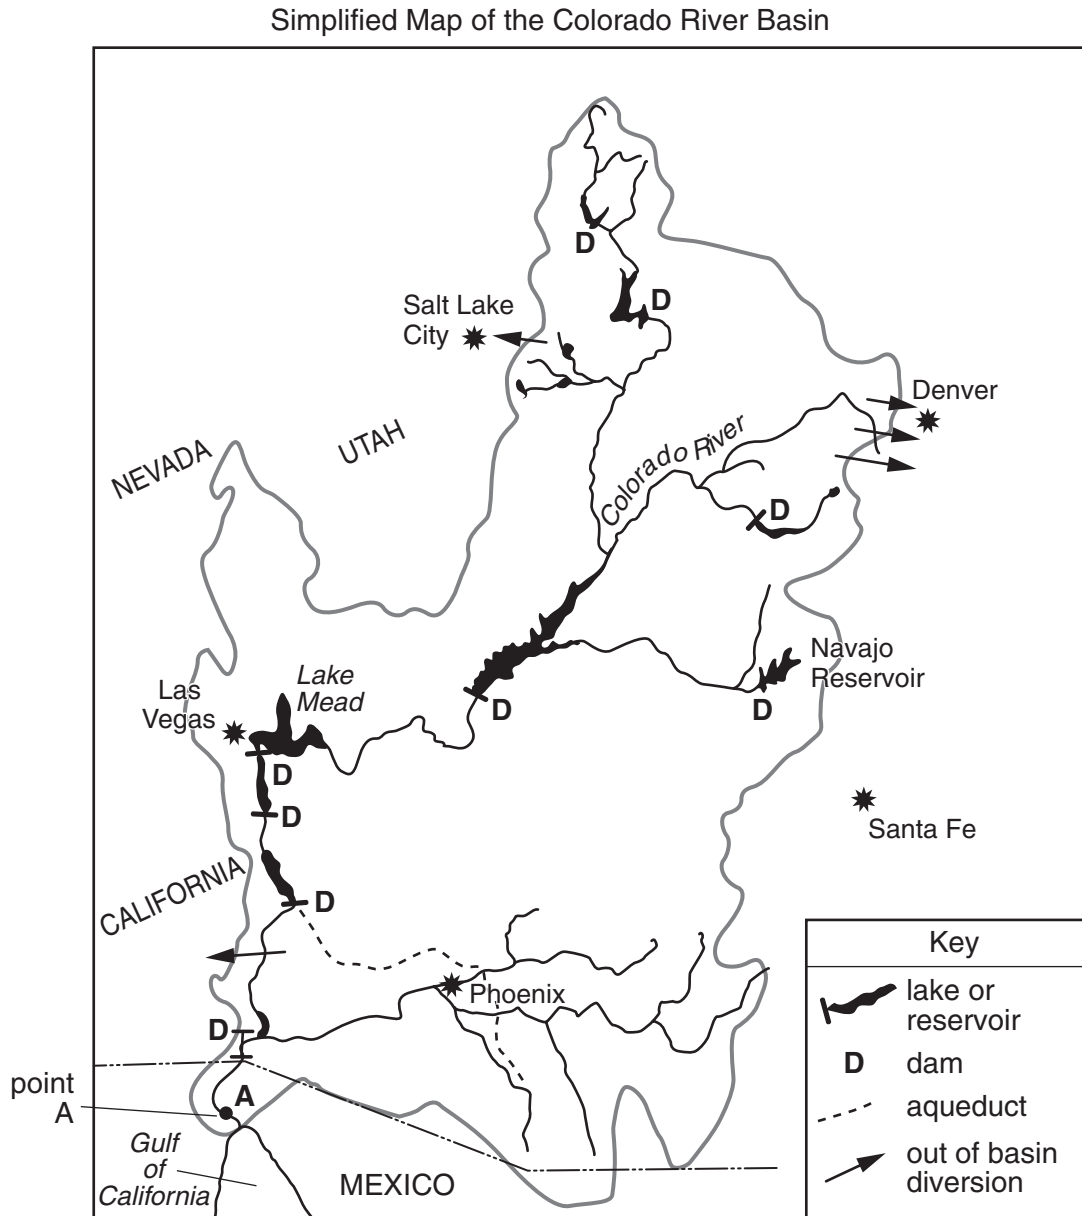 Simplified Map of the Colorado River Basin
D
D
Salt Lake
City
Denver
UTAH
NEVADA
Colorado River
D
Navajo
Reservoir
D
D
Lake
Mead
Las
Vegas
D
D
Santa Fe
CALIFORNIA
D
Phoenix
D
point
A
A
Gulf
of
California
MEXICO
Key
lake or
reservoir
D
dam
aqueduct
out of basin
diversion